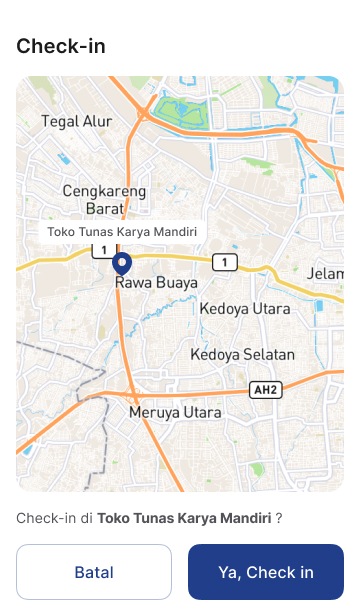 Check-in
Tegal Alur
Cengkareng
Barat
Toko Tunas Karya Mandiri
1
1
Rawa Buaya
Jelam
Kedoya Utara
Kedoya Selatan
AH2
Meruya Utara
Check-in di Toko Tunas Karya Mandiri ?
Batal
Ya, Check in